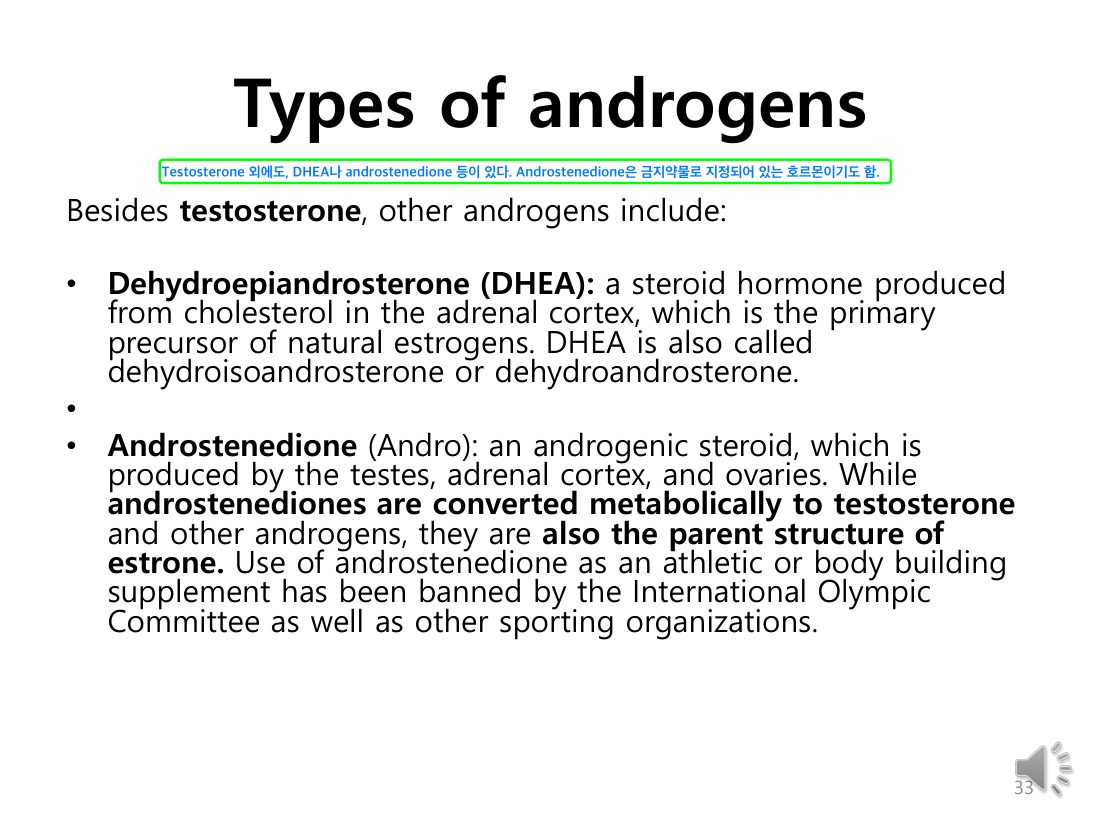 Types of androgens
Testosterone 외에도, DHEA나 androstenedione 등이 있다. Androstenedione은 금지약물로 지정되어 있는 호르몬이기도 함.
Besides testosterone, other androgens include:
• Dehydroepiandrosterone (DHEA): a steroid hormone produced
from cholesterol in the adrenal cortex, which is the primary
precursor of natural estrogens. DHEA is also called
dehydroisoandrosterone or dehydroandrosterone.
•
• Androstenedione (Andro): an androgenic steroid, which is
produced by the testes, adrenal cortex, and ovaries. While
androstenediones are converted metabolically to testosterone
and other androgens, they are also the parent structure of
estrone. Use of androstenedione as an athletic or body building
supplement has been banned by the International Olympic
Committee as well as other sporting organizations.
33